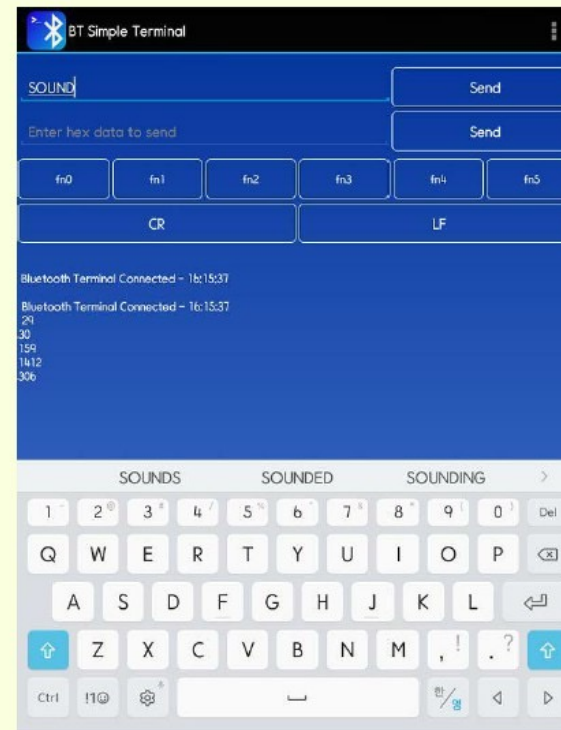 BT Simple Terminal
SOUND
Send
Enter hex data to send
Send
fn0 fn1 fn2 fn3 fn4 fn5
CR LF
Bluetooth Terminal Connected - 16:15:37
Bluetooth Terminal Connected - 16:15:37
29
30
159
1412
306
SOUNDS SOUNDED SOUNDING >
1 2 3 4 5 6 7 8 9 0 Del
Q W E R T Y U I O P
A S D F G H J K L
Z X C V B N M , ! . ?
Ctrl !1☺ 한/영